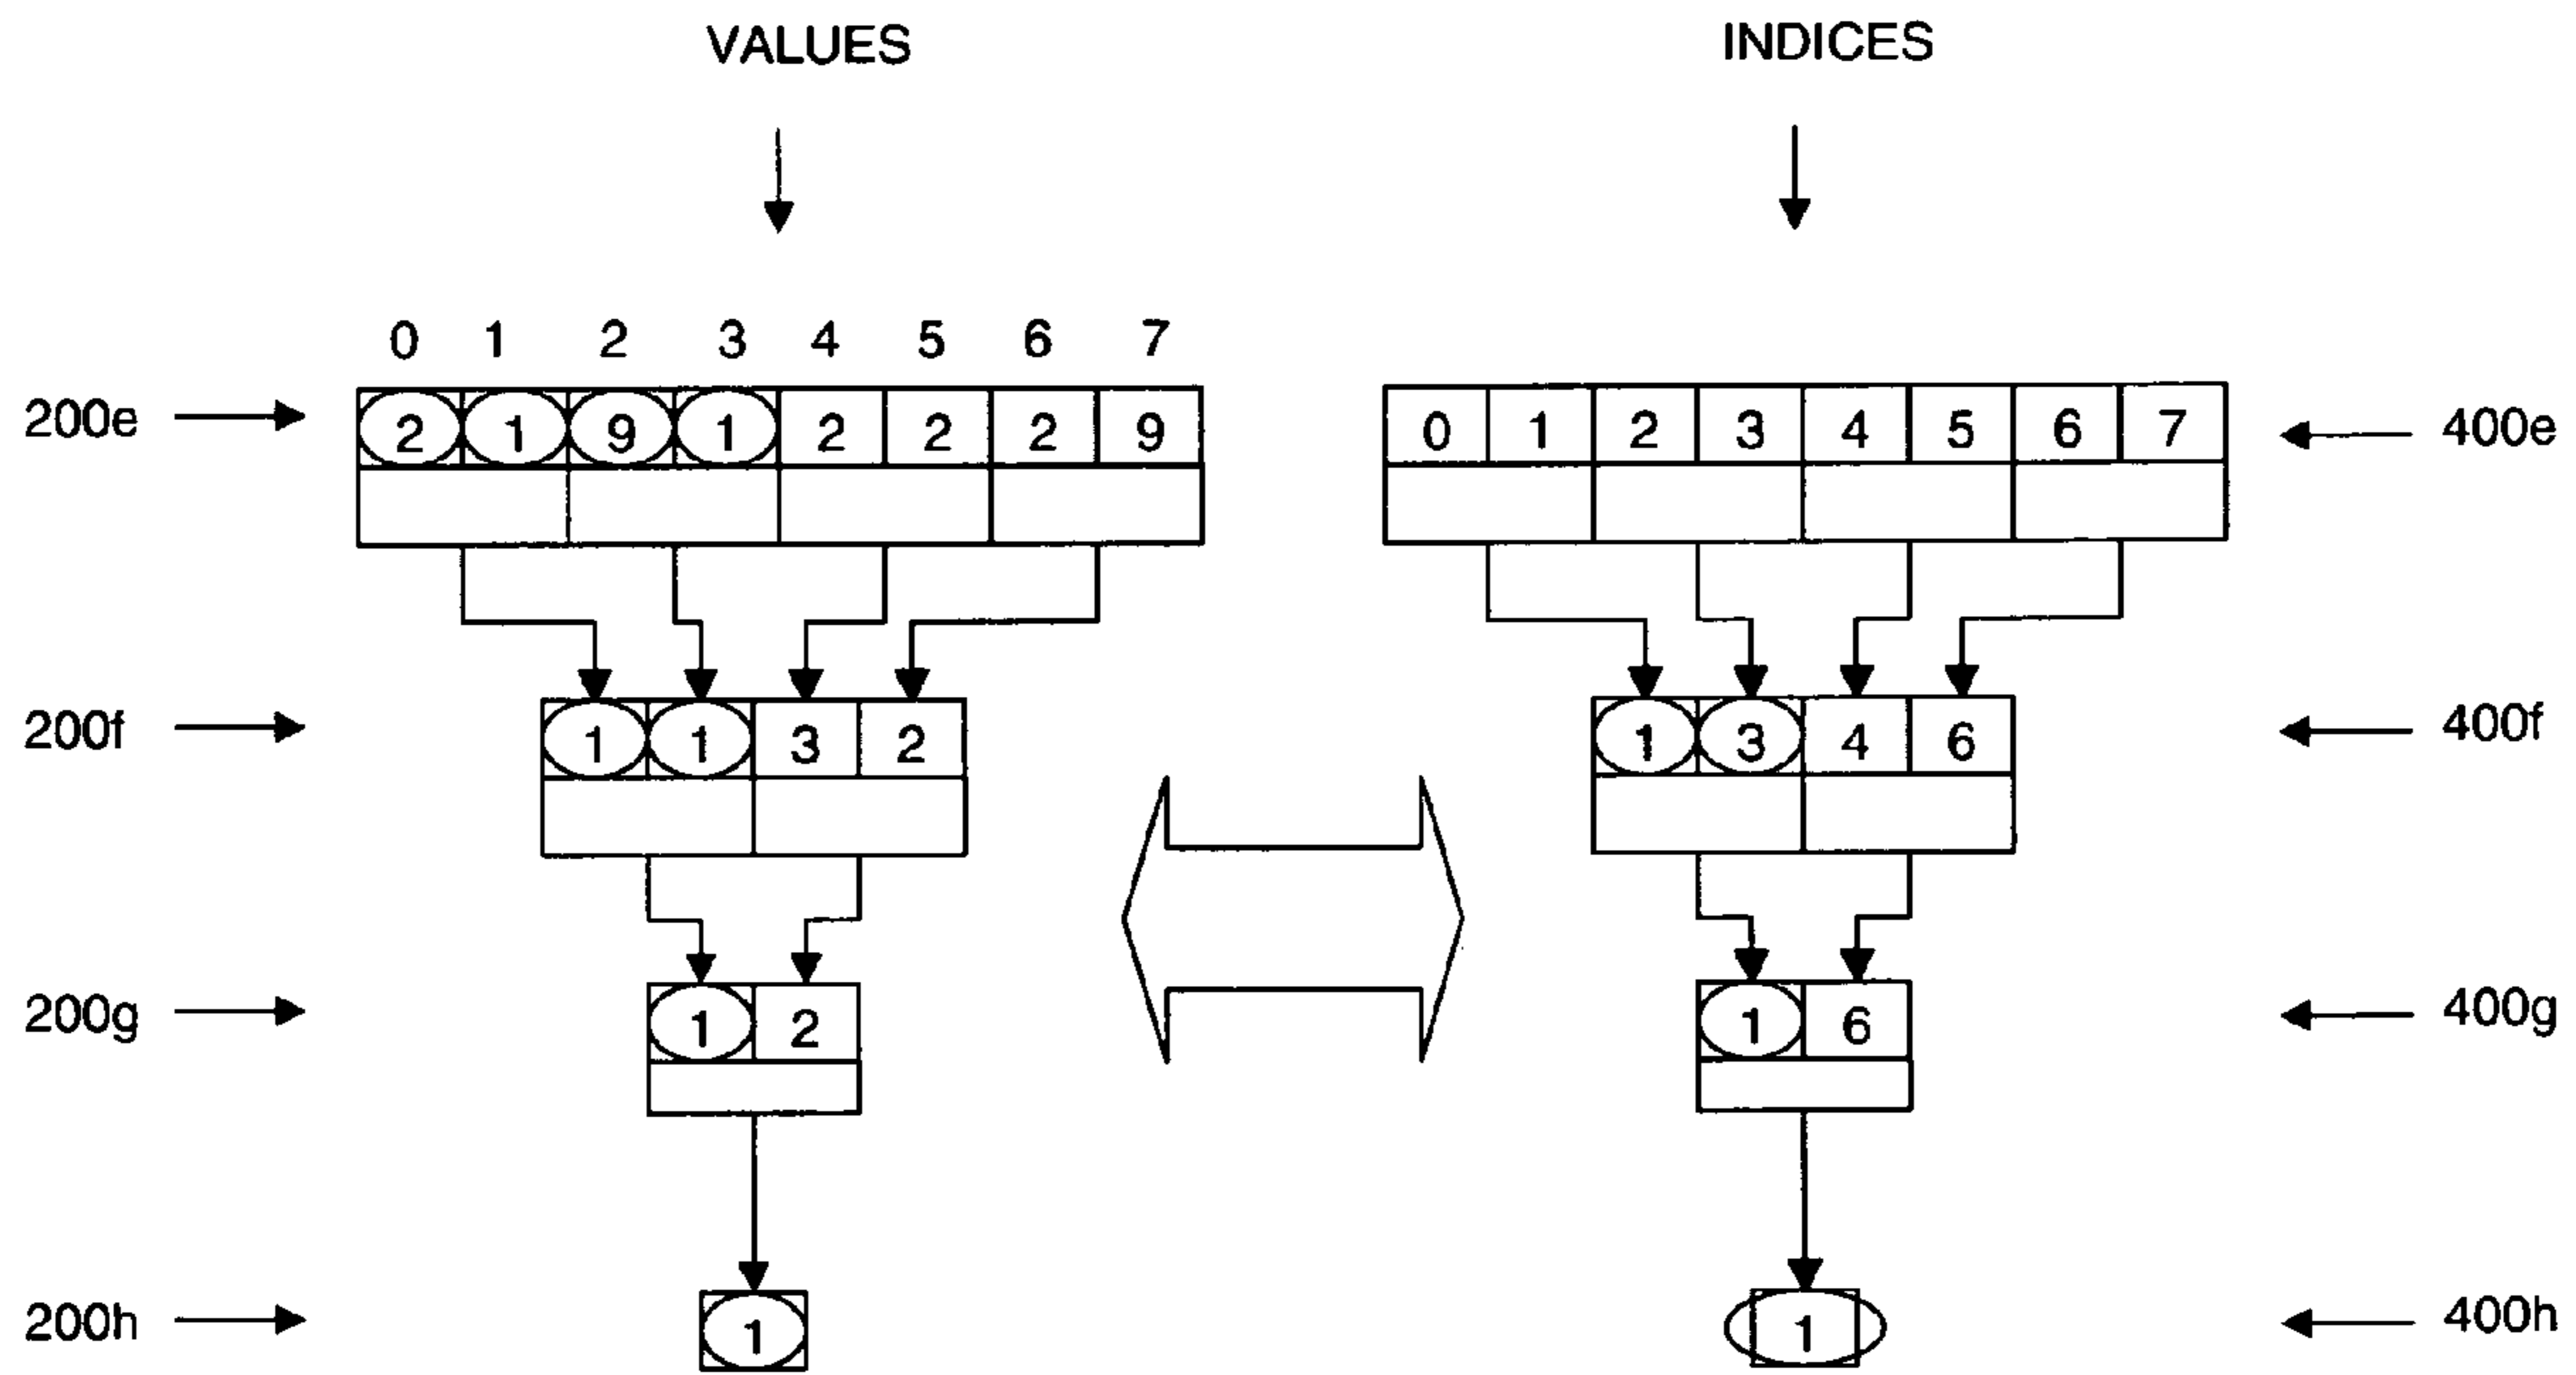 VALUES INDICES
0 1 2 3 4 5 6 7
200e 2 1 9 1 2 2 2 9 0 1 2 3 4 5 6 7 400e
200f 1 1 3 2 1 3 4 6 400f
200g 1 2 1 6 400g
200h 1 1 400h